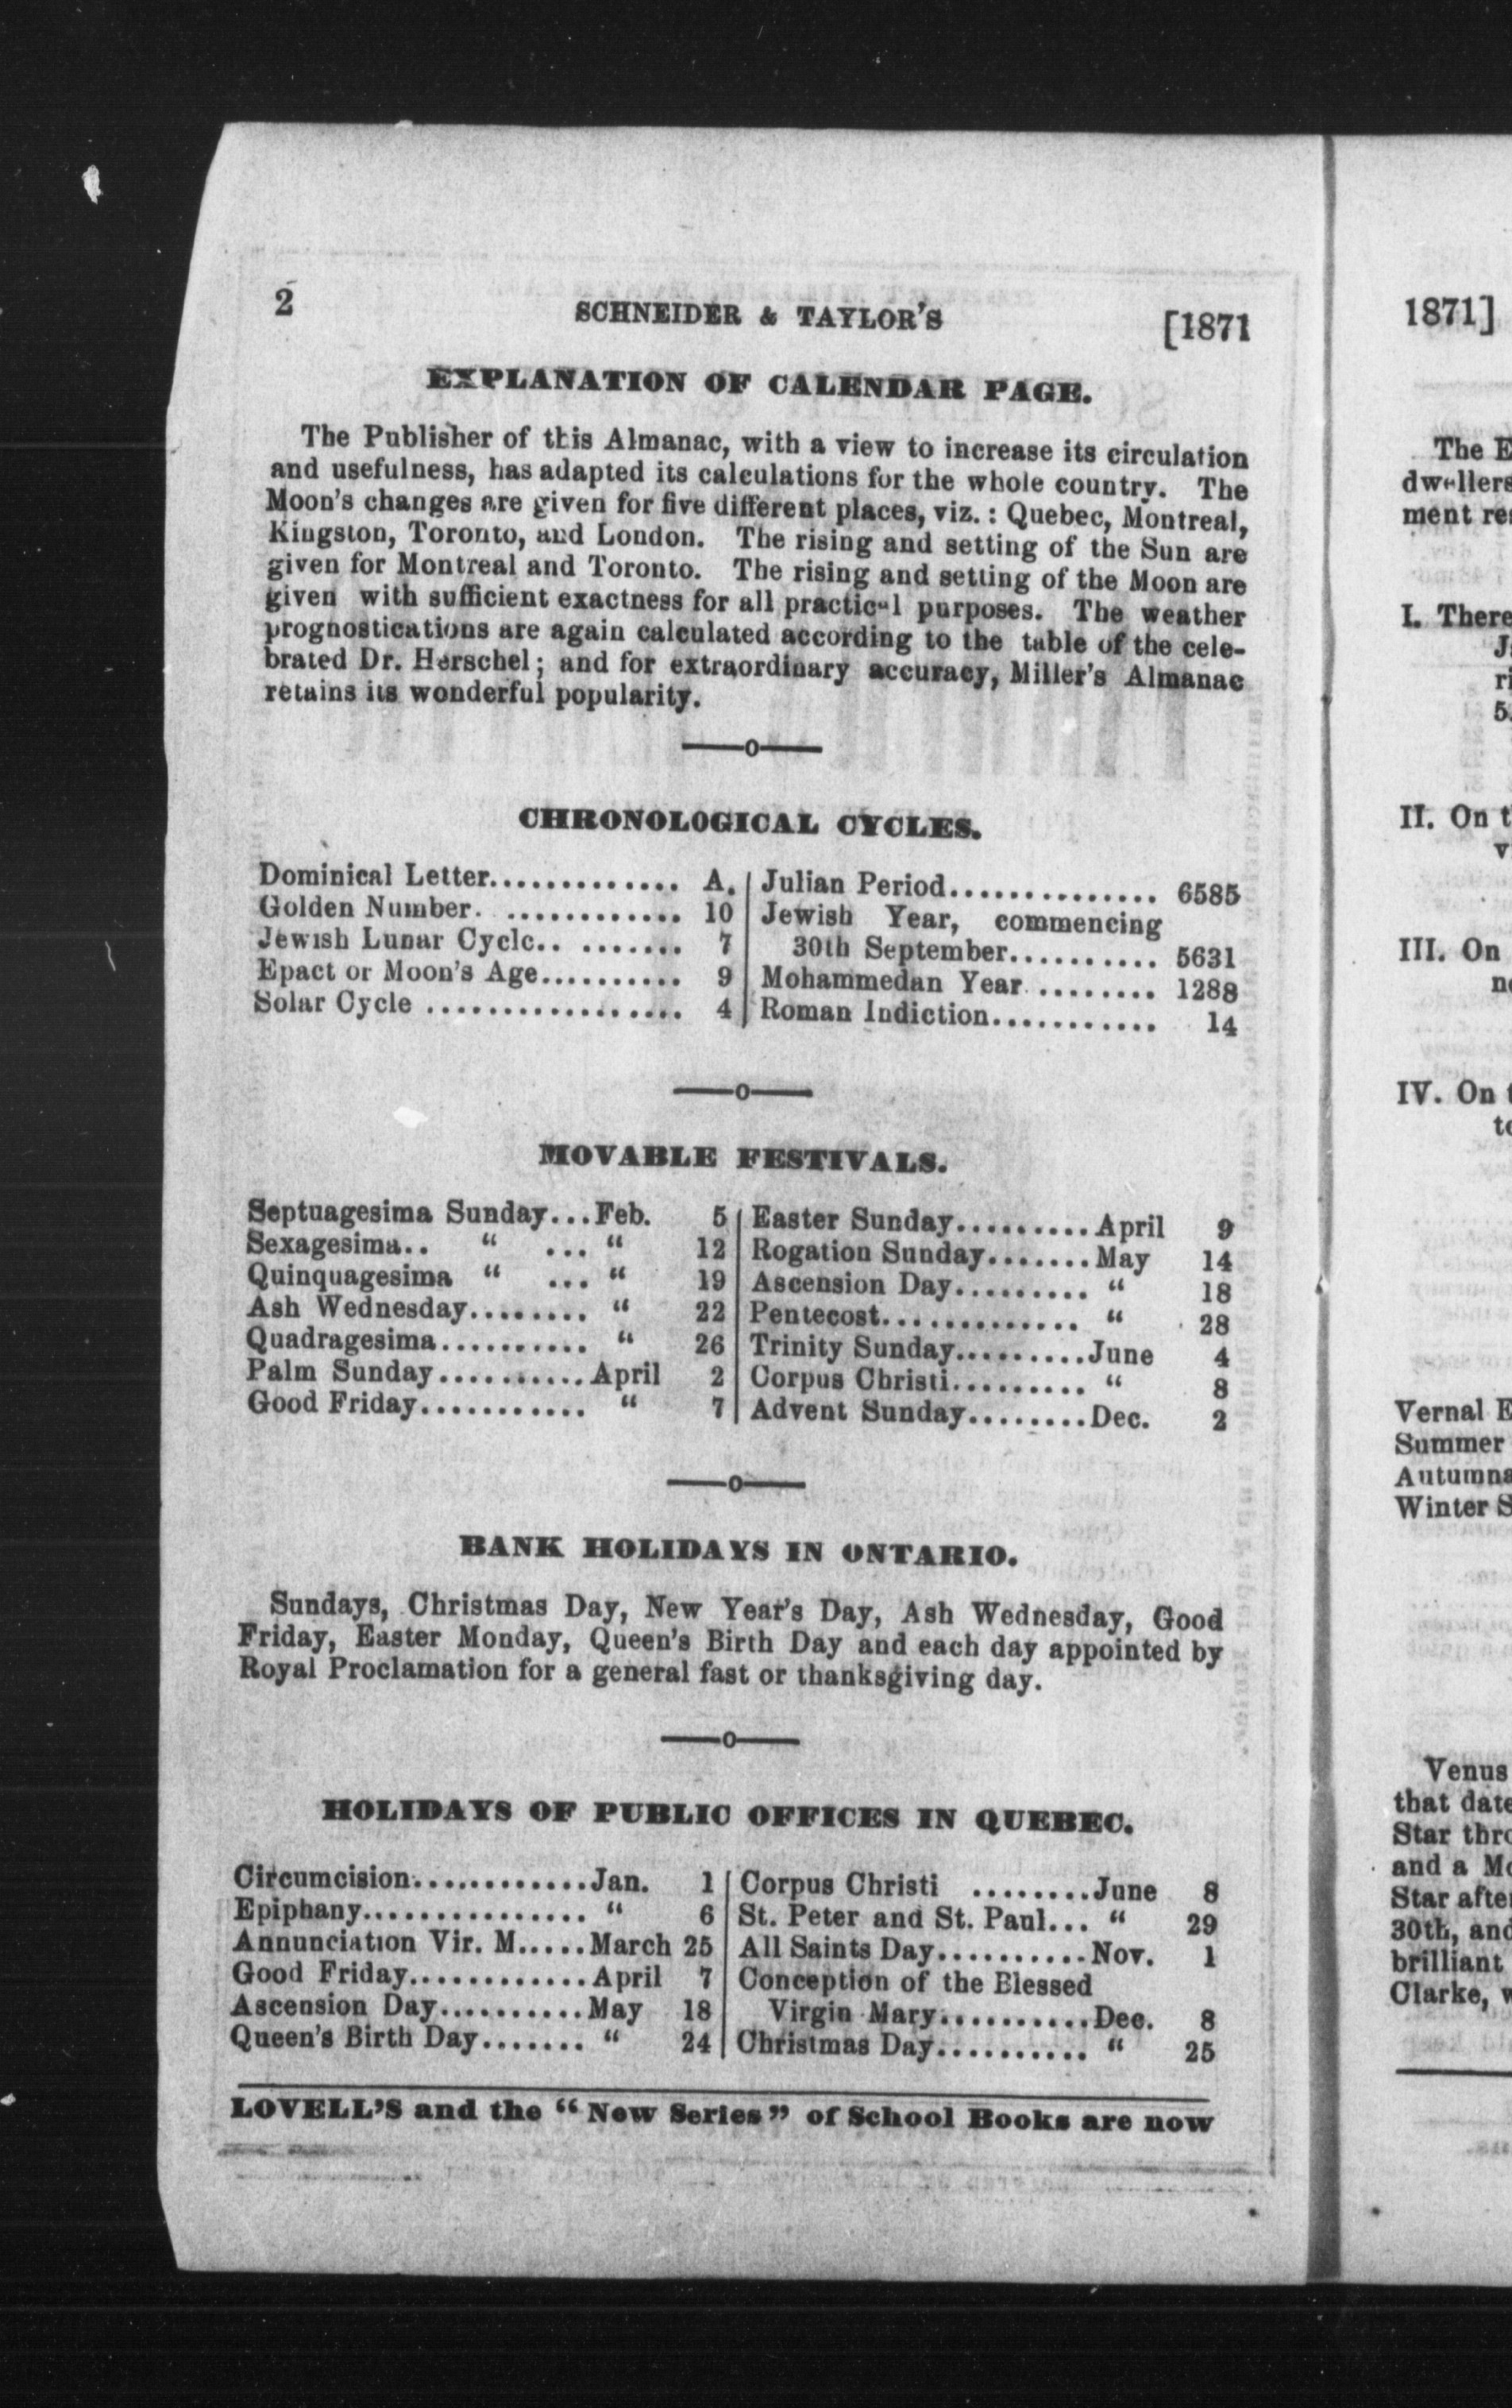 2
SCHNEIDER & TAYLOR'S
[1871
EXPLANATION OF CALENDAR PAGE.
The Publisher of this Almanac, with a view to increase its circulation
and usefulness, has adapted its calculations for the whole country. The
Moon's changes are given for five different places, viz.: Quebec, Montreal,
Kingston, Toronto, and London. The rising and setting of the Sun are
given for Montreal and Toronto. The rising and setting of the Moon are
given with sufficient exactness for all practical purposes. The weather
prognostications are again calculated according to the table of the cele-
brated Dr. Herschel; and for extraordinary accuracy, Miller's Almanac
retains its wonderful popularity.
CHRONOLOGICAL CYCLES.
Dominical Letter.............. A.
Golden Number. ............. 10
Jewish Lunar Cycle.. ........ 7
Epact or Moon's Age........... 9
Solar Cycle ................. 4
Julian Period............... 6585
Jewish Year, commencing
30th September........... 5631
Mohammedan Year ......... 1288
Roman Indiction............ 14
MOVABLE FESTIVALS.
Septuagesima Sunday...Feb. 5
Sexagesima.. " ... " 12
Quinquagesima " ... " 19
Ash Wednesday......... " 22
Quadragesima........... " 26
Palm Sunday...........April 2
Good Friday............ " 7
Easter Sunday..........April 9
Rogation Sunday.......May 14
Ascension Day.......... " 18
Pentecost.............. " 28
Trinity Sunday.........June 4
Corpus Christi.......... " 8
Advent Sunday........Dec. 2
BANK HOLIDAYS IN ONTARIO.
Sundays, Christmas Day, New Year's Day, Ash Wednesday, Good
Friday, Easter Monday, Queen's Birth Day and each day appointed by
Royal Proclamation for a general fast or thanksgiving day.
HOLIDAYS OF PUBLIC OFFICES IN QUEBEC.
Circumcision.............Jan. 1
Epiphany................ " 6
Annunciation Vir. M.....March 25
Good Friday.............April 7
Ascension Day...........May 18
Queen's Birth Day....... " 24
Corpus Christi ........June 8
St. Peter and St. Paul... " 29
All Saints Day...........Nov. 1
Conception of the Blessed
Virgin Mary...........Dec. 8
Christmas Day........... " 25
LOVELL'S and the "New Series" of School Books are now
1871]
The
dwellers
ment
I. There
5.
II. On
III. On
IV. On
Vernal
Summer
Winter
Venus
that date
Star
and a
Star
30th, and
brilliant
Clarke,